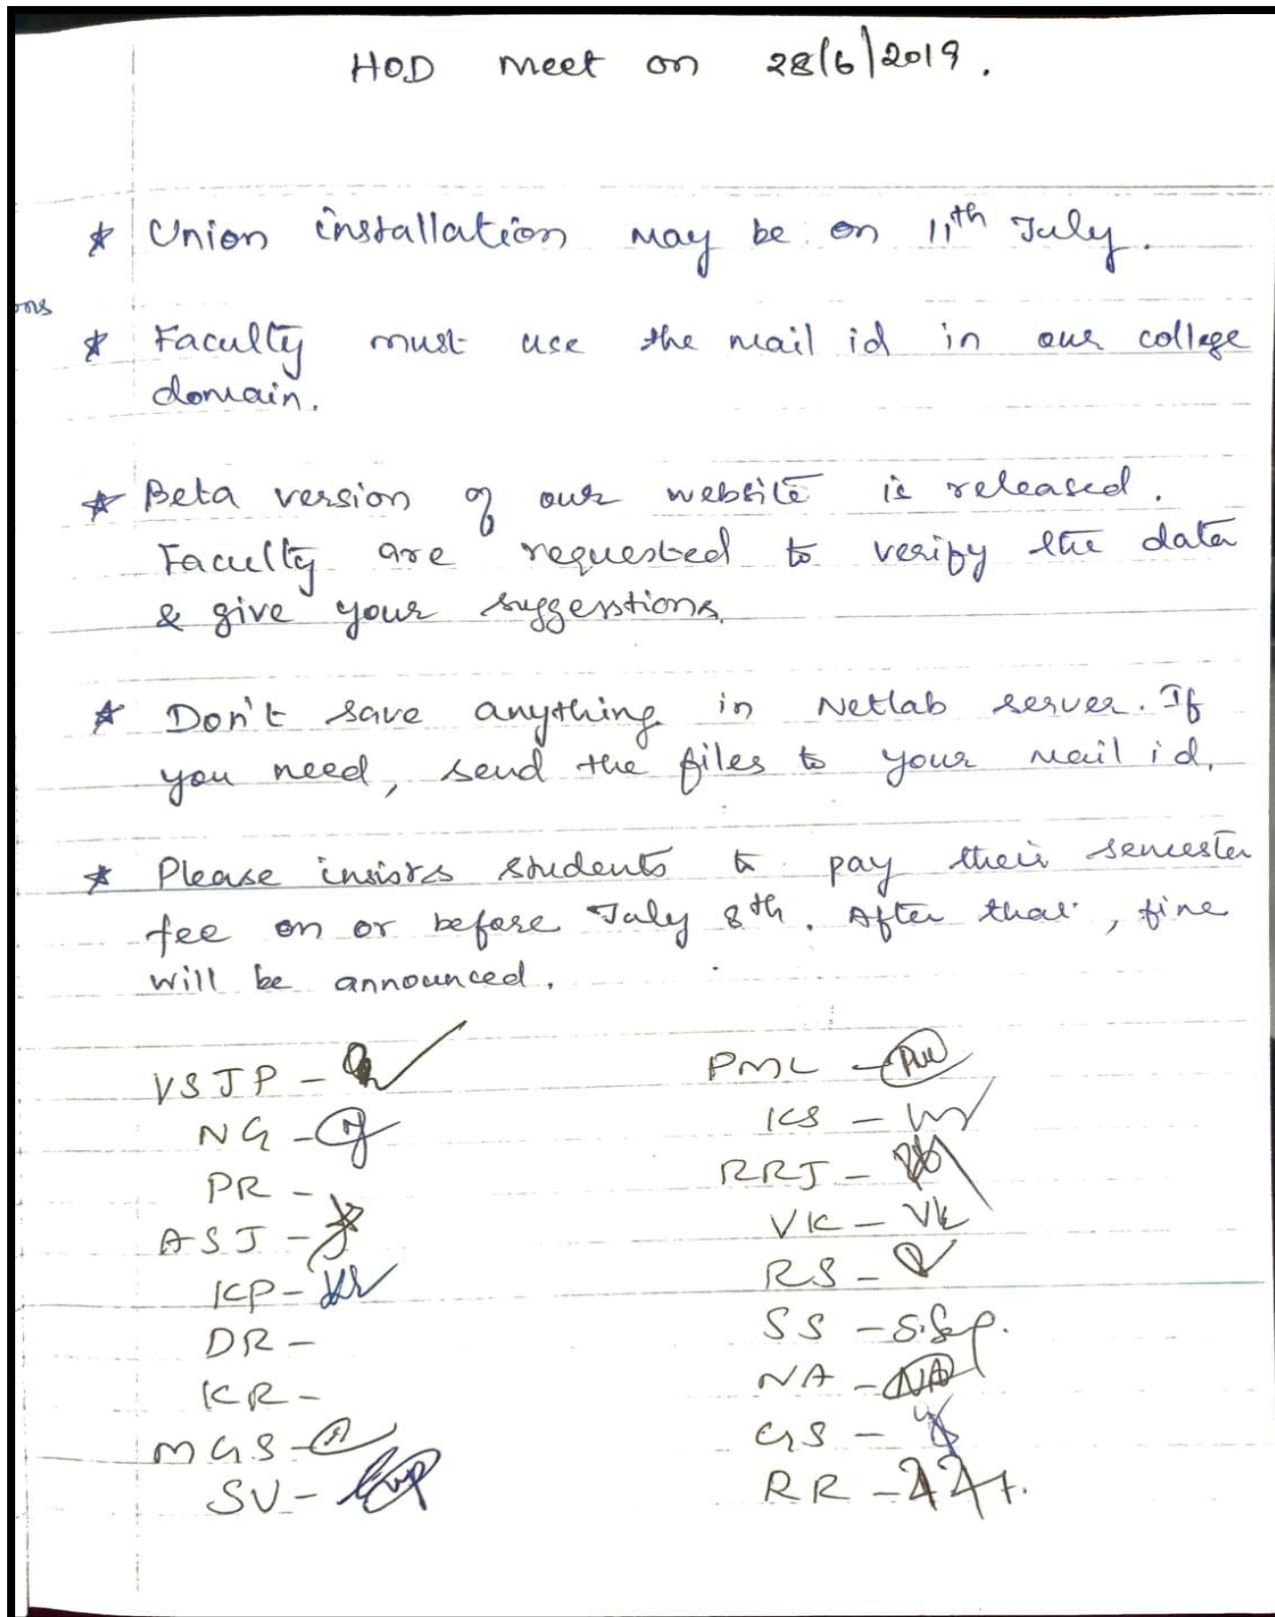 HOD meet on 28/6/2019.
* Union installation may be on 11th July.
ons
* Faculty must use the mail id in our college
domain.
* Beta version of our website is released.
Faculty are requested to verify the data
& give your suggesstions.
* Don't save anything in Netlab server. If
you need, send the files to your mail id.
* Please insists students to pay their semester
fee on or before July 8th. After that, fine
will be announced.
VSJP -
PML -
NG -
KS -
PR -
RRJ -
ASJ -
VK - VK
KP -
RS -
DR -
SS -
KR -
NA - NA
MGS -
GS -
SV -
RR -